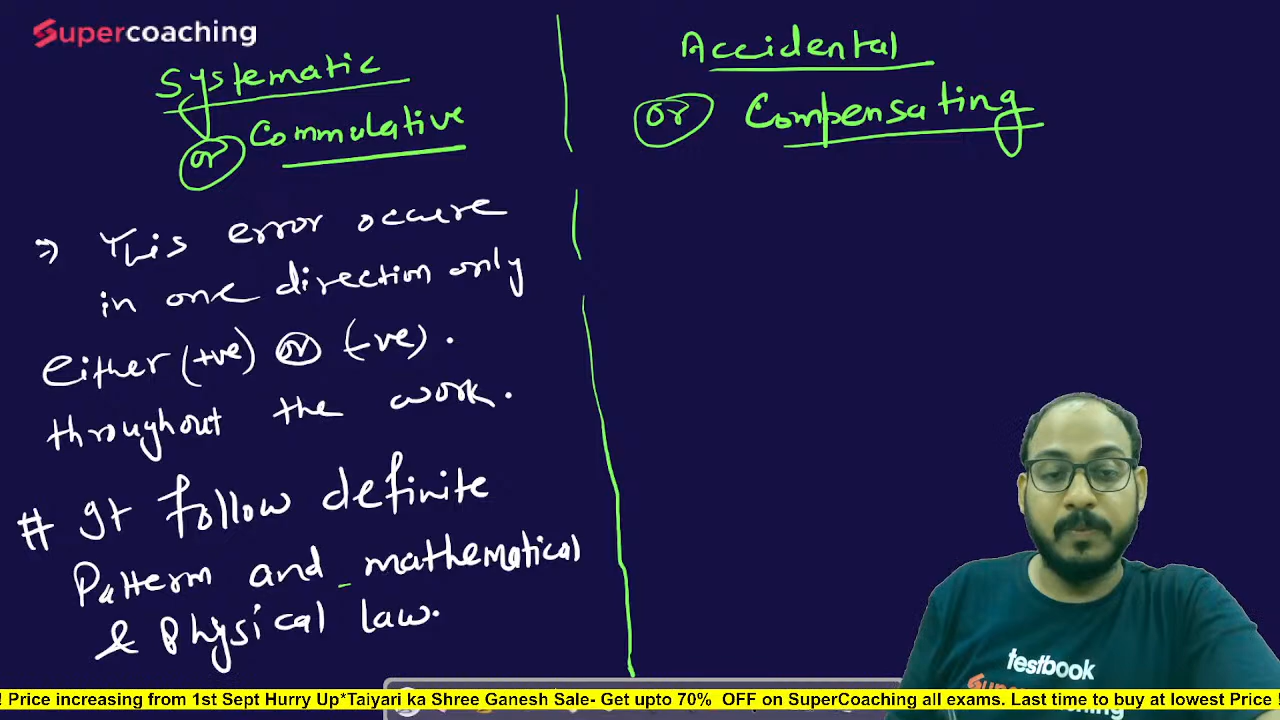 Supercoaching
Systematic
or Commulative
Accidental
or Compensating
⇒ This error occure
in one direction only
either (+ve) or (-ve).
throughout the work.
# It follow definite
Patterm and mathematical
& Physical law.
testbook
! Price increasing from 1st Sept Hurry Up*Taiyari ka Shree Ganesh Sale- Get upto 70% OFF on SuperCoaching all exams. Last time to buy at lowest Price !